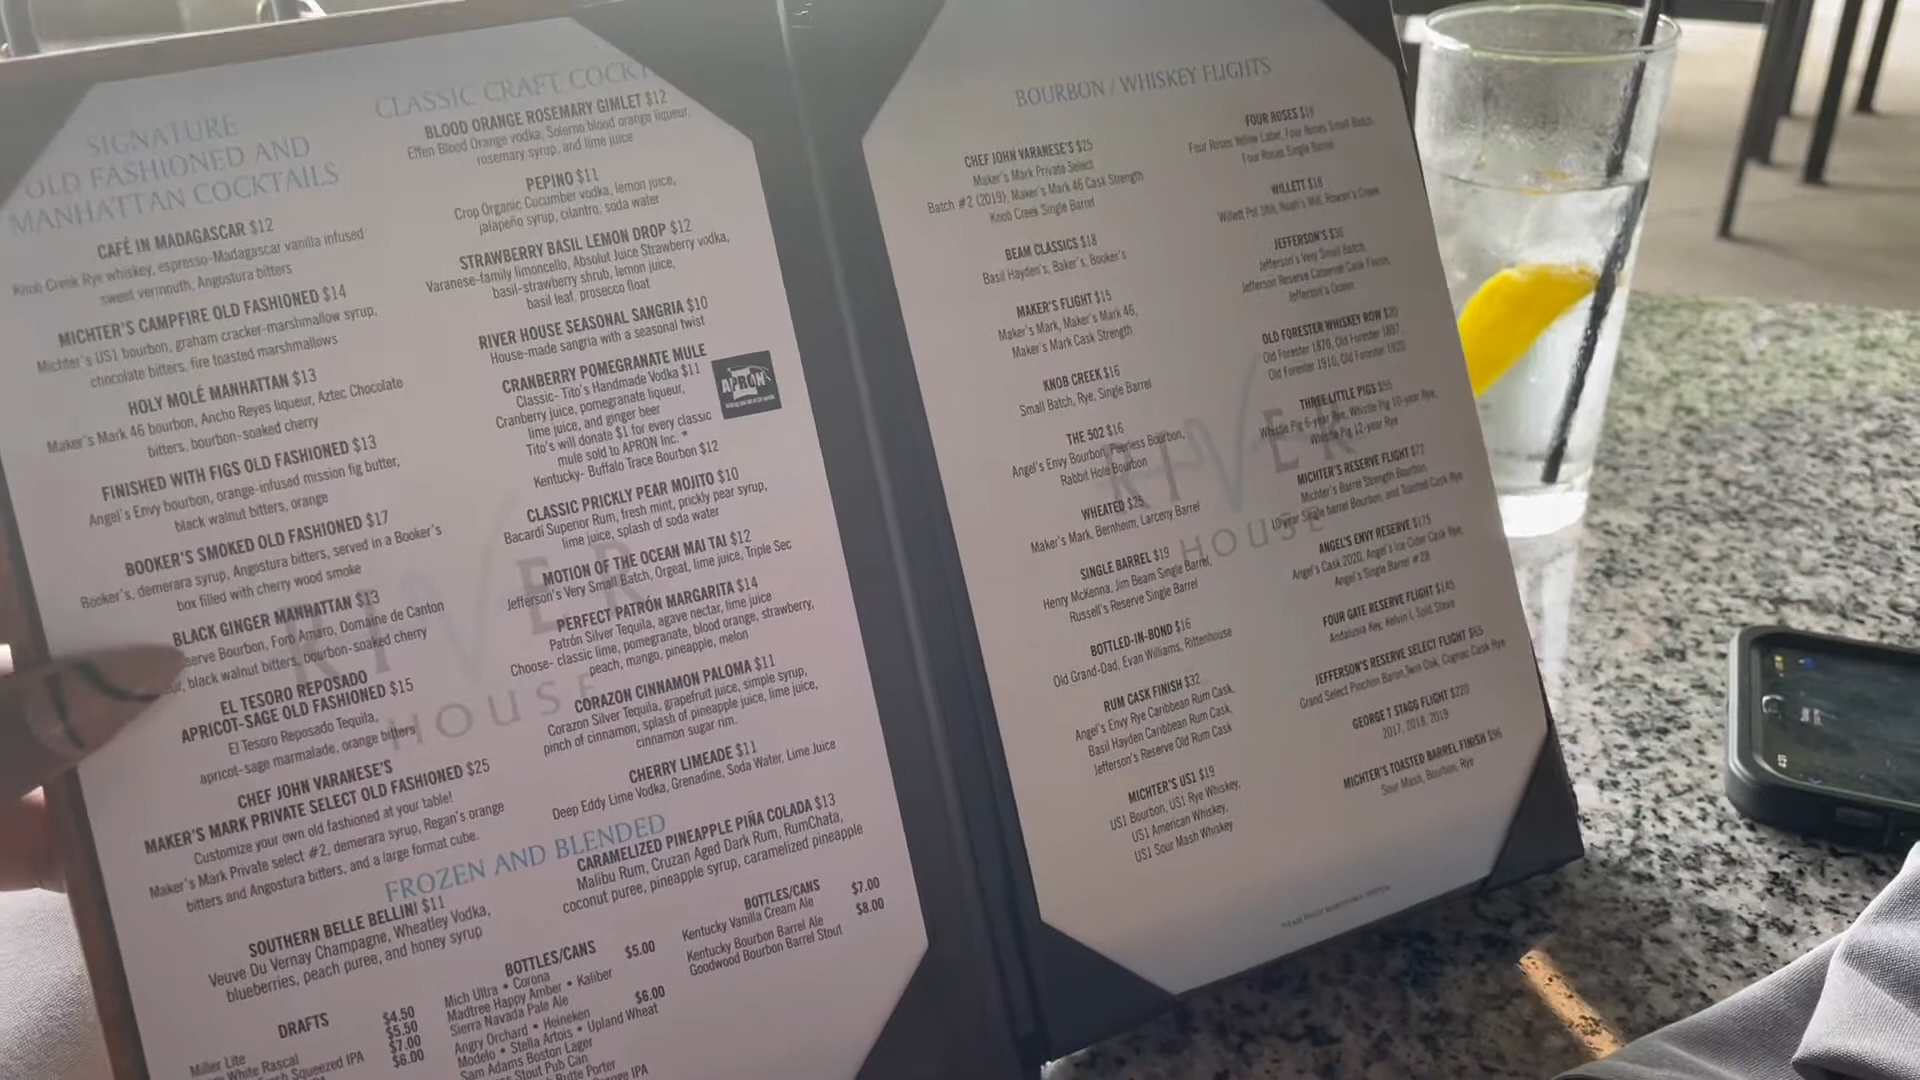 SIGNATURE
OLD FASHIONED AND
MANHATTAN COCKTAILS
CAFÉ IN MADAGASCAR $12
Knob Creek Rye whiskey, espresso-Madagascar vanilla infused
sweet vermouth, Angostura bitters
MICHTER'S CAMPFIRE OLD FASHIONED $14
Michter's US1 bourbon, graham cracker-marshmallow syrup,
chocolate bitters, fire toasted marshmallows
HOLY MOLÉ MANHATTAN $13
Maker's Mark 46 bourbon, Ancho Reyes liqueur, Aztec Chocolate
bitters, bourbon-soaked cherry
FINISHED WITH FIGS OLD FASHIONED $13
Angel's Envy bourbon, orange-infused mission fig butter,
black walnut bitters, orange
BOOKER'S SMOKED OLD FASHIONED $17
Booker's, demerara syrup, Angostura bitters, served in a Booker's
box filled with cherry wood smoke
BLACK GINGER MANHATTAN $13
serve Bourbon, Foro Amaro, Domaine de Canton
black walnut bitters, bourbon-soaked cherry
EL TESORO REPOSADO
APRICOT-SAGE OLD FASHIONED $15
El Tesoro Reposado Tequila,
apricot-sage marmalade, orange bitters
CHEF JOHN VARANESE'S
MAKER'S MARK PRIVATE SELECT OLD FASHIONED $25
Customize your own old fashioned at your table!
Maker's Mark Private select #2, demerara syrup, Regan's orange
bitters and Angostura bitters, and a large format cube.
CLASSIC CRAFT COCKT
BLOOD ORANGE ROSEMARY GIMLET $12
Effen Blood Orange vodka, Solerno blood orange liqueur,
rosemary syrup, and lime juice
PEPINO $11
Crop Organic Cucumber vodka, lemon juice,
jalapeño syrup, cilantro, soda water
STRAWBERRY BASIL LEMON DROP $12
Varanese-family limoncello, Absolut Juice Strawberry vodka,
basil-strawberry shrub, lemon juice,
basil leaf, prosecco float
RIVER HOUSE SEASONAL SANGRIA $10
House-made sangria with a seasonal twist
CRANBERRY POMEGRANATE MULE
Classic- Tito's Handmade Vodka $11
Cranberry juice, pomegranate liqueur,
lime juice, and ginger beer
Tito's will donate $1 for every classic
mule sold to APRON Inc. *
Kentucky- Buffalo Trace Bourbon $12
APRON
CLASSIC PRICKLY PEAR MOJITO $10
Bacardi Superior Rum, fresh mint, prickly pear syrup,
lime juice, splash of soda water
MOTION OF THE OCEAN MAI TAI $12
Jefferson's Very Small Batch, Orgeat, lime juice, Triple Sec
PERFECT PATRÓN MARGARITA $14
Patrón Silver Tequila, agave nectar, lime juice
Choose- classic lime, pomegranate, blood orange, strawberry,
peach, mango, pineapple, melon
CORAZON CINNAMON PALOMA $11
Corazon Silver Tequila, grapefruit juice, simple syrup,
pinch of cinnamon, splash of pineapple juice, lime juice,
cinnamon sugar rim.
CHERRY LIMEADE $11
Deep Eddy Lime Vodka, Grenadine, Soda Water, Lime Juice
RIVER
HOUSE
FROZEN AND BLENDED
SOUTHERN BELLE BELLINI $11
Veuve Du Vernay Champagne, Wheatley Vodka,
blueberries, peach puree, and honey syrup
CARAMELIZED PINEAPPLE PIÑA COLADA $13
Malibu Rum, Cruzan Aged Dark Rum, RumChata,
coconut puree, pineapple syrup, caramelized pineapple
DRAFTS
Miller Lite $4.50
White Rascal $5.50
Squeezed IPA $7.00
$6.00
BOTTLES/CANS
Mich Ultra • Corona $5.00
Madtree Happy Amber • Kaliber
Sierra Navada Pale Ale
Angry Orchard • Heineken $6.00
Modelo • Stella Artois • Upland Wheat
Sam Adams Boston Lager
Stout Pub Can
Porter
IPA
BOTTLES/CANS
Kentucky Vanilla Cream Ale $7.00
Kentucky Bourbon Barrel Ale $8.00
Goodwood Bourbon Barrel Stout
BOURBON / WHISKEY FLIGHTS
CHEF JOHN VARANESE'S $25
Maker's Mark Private Select
Batch #2 (2019), Maker's Mark 46 Cask Strength
Knob Creek Single Barrel
BEAM CLASSICS $18
Basil Hayden's, Baker's, Booker's
MAKER'S FLIGHT $15
Maker's Mark, Maker's Mark 46,
Maker's Mark Cask Strength
KNOB CREEK $16
Small Batch, Rye, Single Barrel
THE 502 $16
Angel's Envy Bourbon, Peerless Bourbon,
Rabbit Hole Bourbon
WHEATED $25
Maker's Mark, Bernheim, Larceny Barrel
SINGLE BARREL $19
Henry McKenna, Jim Beam Single Barrel,
Russell's Reserve Single Barrel
BOTTLED-IN-BOND $16
Old Grand-Dad, Evan Williams, Rittenhouse
RUM CASK FINISH $32
Angel's Envy Rye Caribbean Rum Cask,
Basil Hayden Caribbean Rum Cask,
Jefferson's Reserve Old Rum Cask
MICHTER'S US1 $19
US1 Bourbon, US1 Rye Whiskey,
US1 American Whiskey,
US1 Sour Mash Whiskey
FOUR ROSES $16
Four Roses Yellow Label, Four Roses Small Batch,
Four Roses Single Barrel
WILLETT $18
Willett Pot Still, Noah's Mill, Rowan's Creek
JEFFERSON'S $36
Jefferson's Very Small Batch,
Jefferson Reserve Cabernet Cask Finish,
Jefferson's Ocean
OLD FORESTER WHISKEY ROW $20
Old Forester 1870, Old Forester 1897,
Old Forester 1910, Old Forester 1920
THREE LITTLE PIGS $55
Whistle Pig 6-year Rye, Whistle Pig 10-year Rye,
Whistle Pig 12-year Rye
MICHTER'S RESERVE FLIGHT $72
Michter's Barrel Strength Bourbon,
10 year Single barrel Bourbon, and Toasted Cask Rye
ANGEL'S ENVY RESERVE $175
Angel's Cask 2020, Angel's Ice Cider Cask Rye,
Angel's Single Barrel #28
FOUR GATE RESERVE FLIGHT $145
Andalusia Key, Kelvin I, Split Stave
JEFFERSON'S RESERVE SELECT FLIGHT $65
Grand Select Pinchon Baron, Twin Oak, Cognac Cask Rye
GEORGE T STAGG FLIGHT $220
2017, 2018, 2019
MICHTER'S TOASTED BARREL FINISH $96
Sour Mash, Bourbon, Rye
RIVER
HOUSE